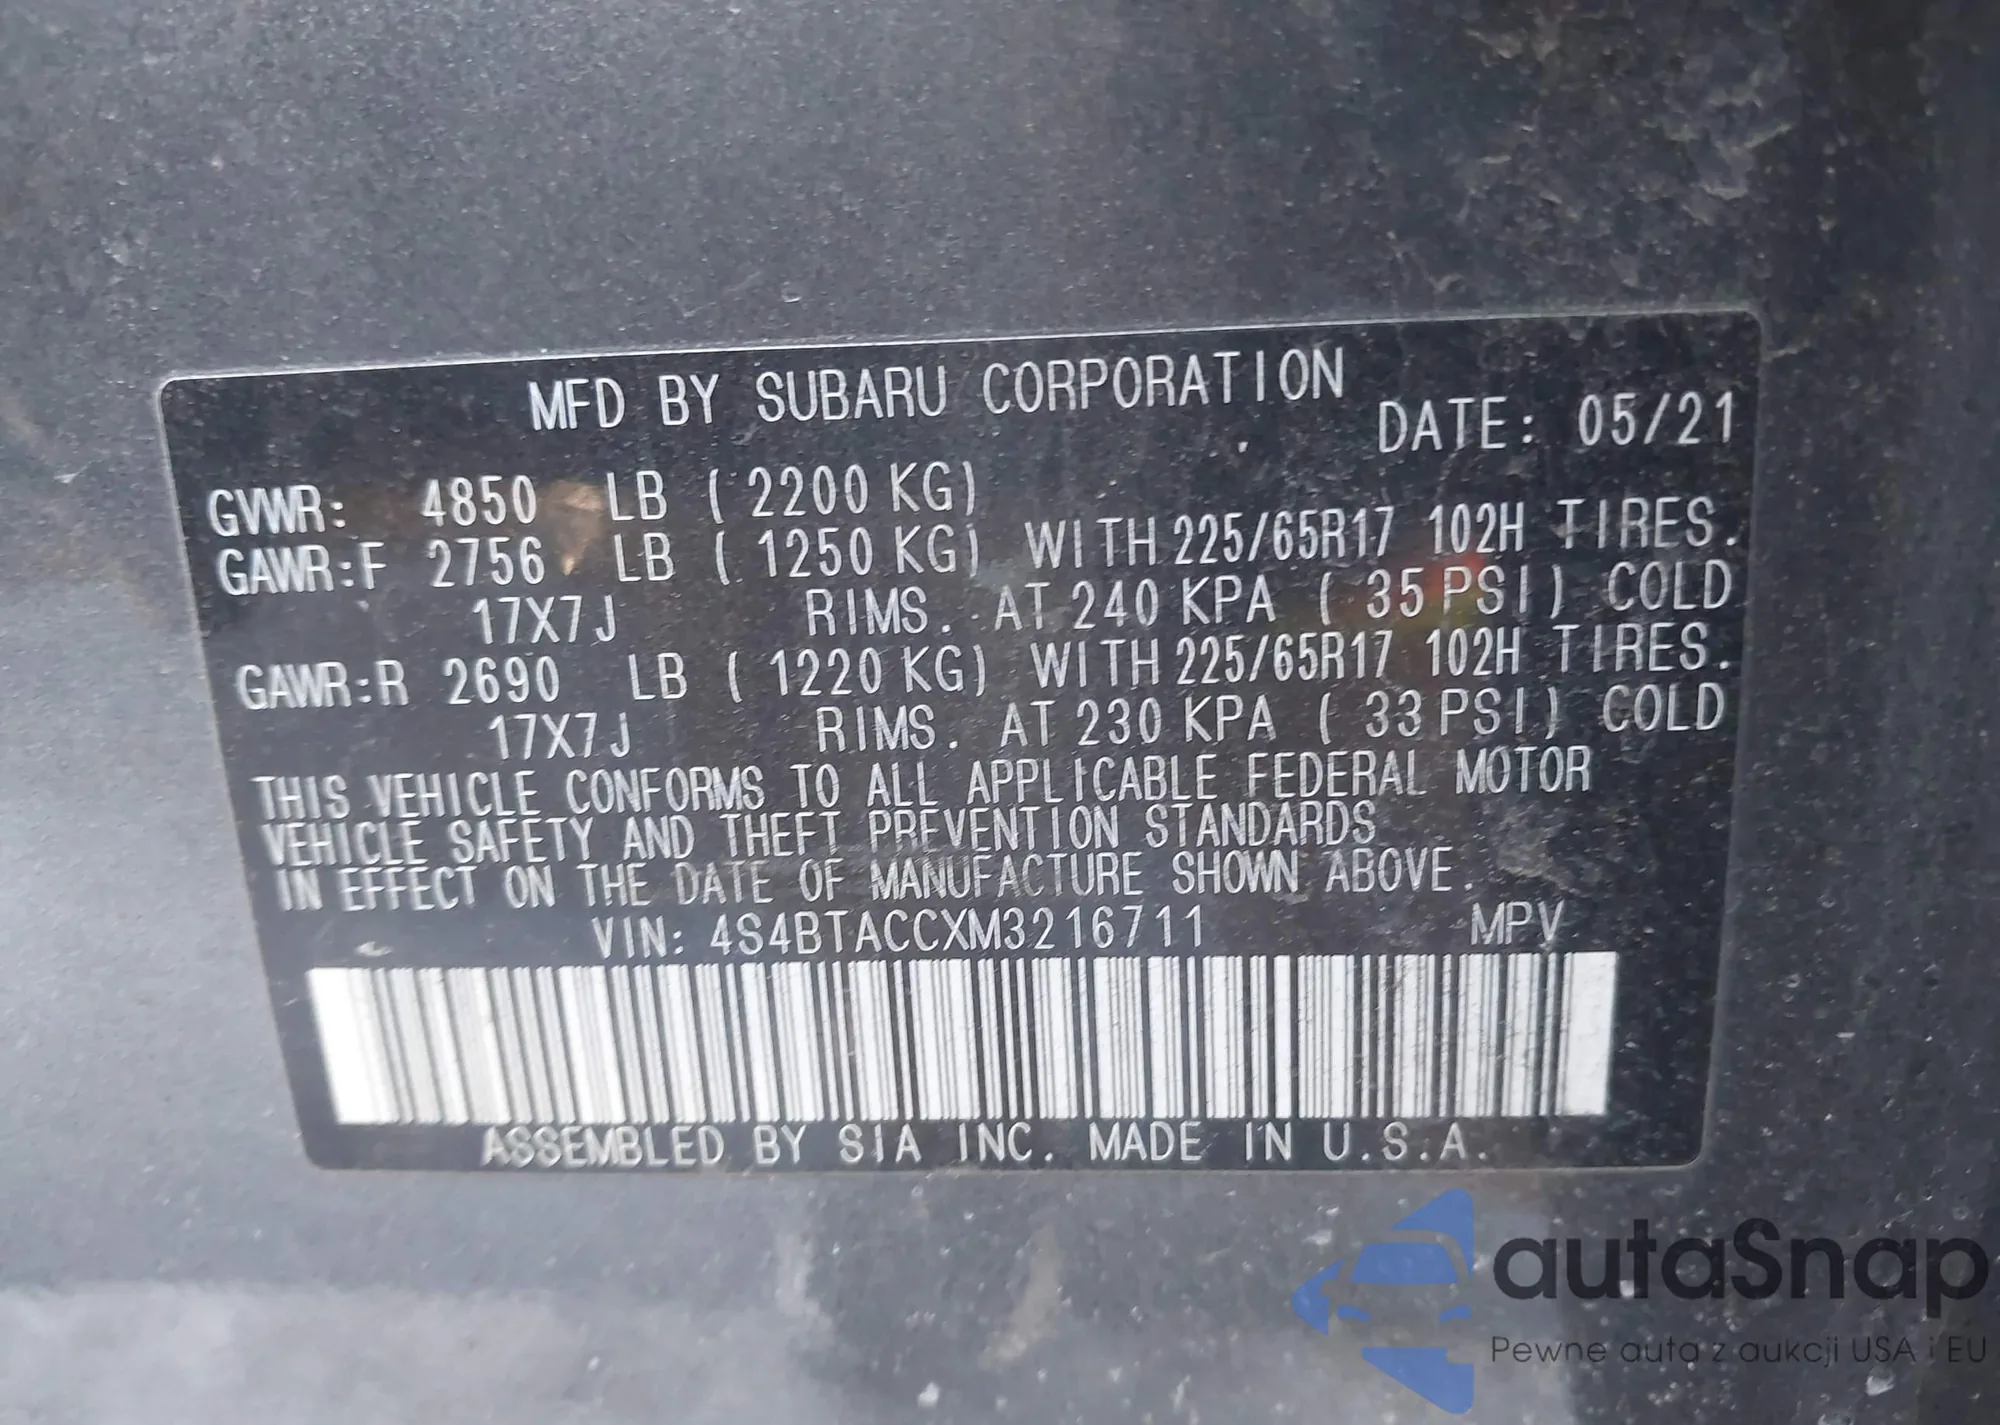 MFD BY SUBARU CORPORATION
DATE: 05/21
GVWR: 4850 LB ( 2200 KG)
GAWR:F 2756 LB ( 1250 KG) WITH 225/65R17 102H TIRES.
17X7J RIMS. AT 240 KPA ( 35 PSI) COLD
GAWR:R 2690 LB ( 1220 KG) WITH 225/65R17 102H TIRES.
17X7J RIMS. AT 230 KPA ( 33 PSI) COLD
THIS VEHICLE CONFORMS TO ALL APPLICABLE FEDERAL MOTOR
VEHICLE SAFETY AND THEFT PREVENTION STANDARDS
IN EFFECT ON THE DATE OF MANUFACTURE SHOWN ABOVE.
VIN: 4S4BTACCXM3216711 MPV
ASSEMBLED BY SIA INC. MADE IN U.S.A.
autaSnap
Pewne auta z aukcji USA i EU